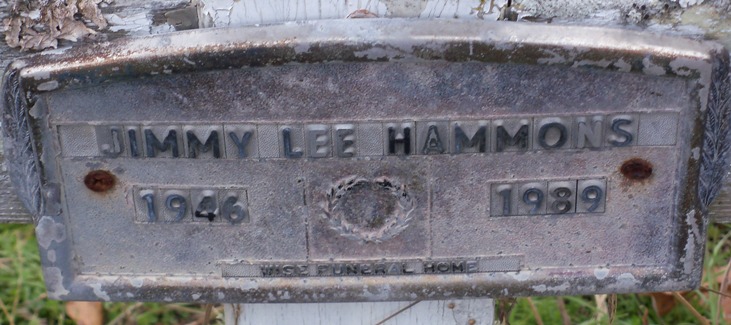 JIMMY LEE HAMMONS
1946 1989
WISE FUNERAL HOME